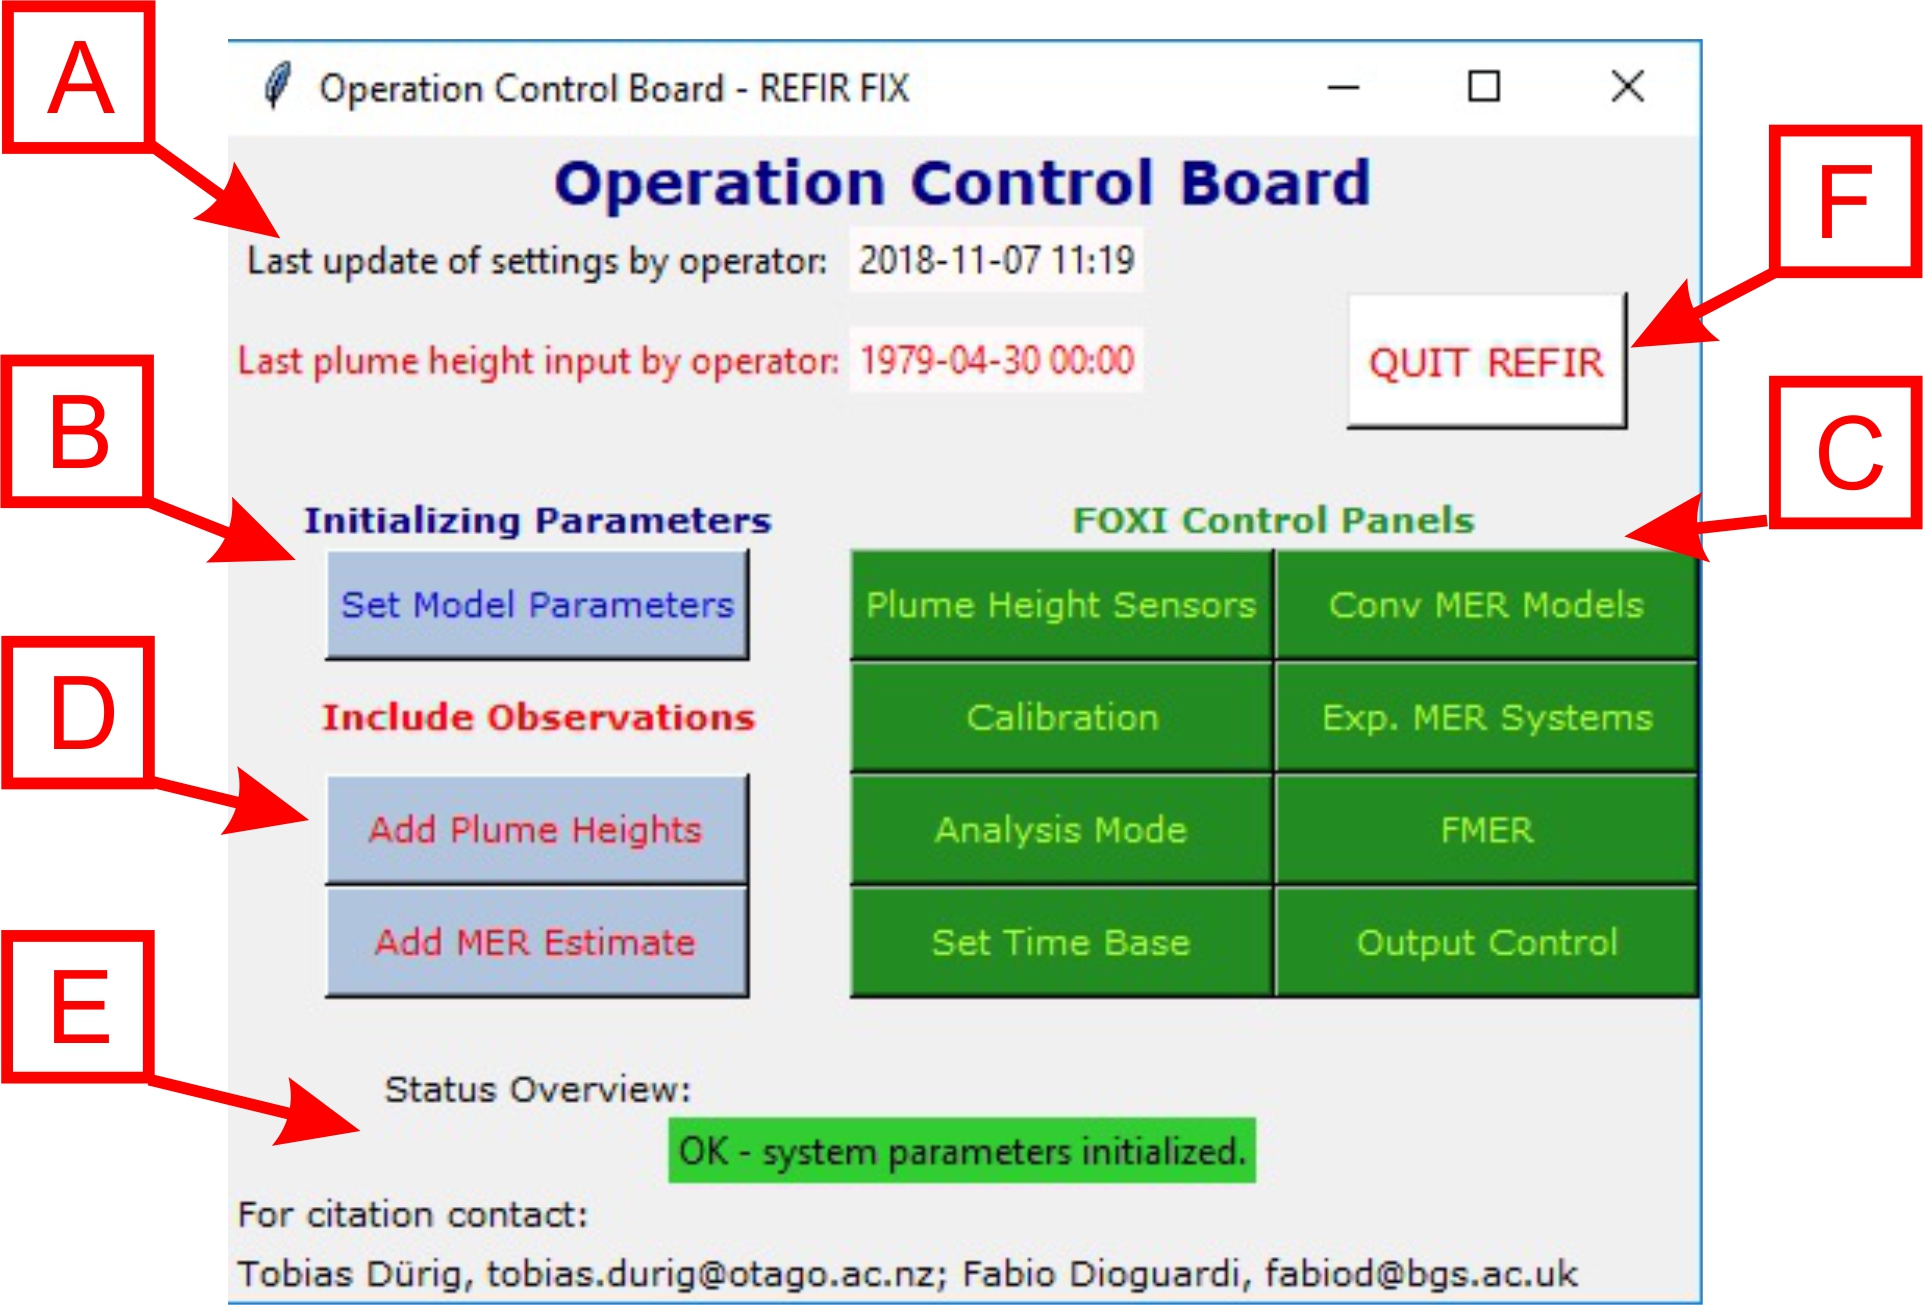 A
Operation Control Board - REFIR FIX
Operation Control Board
F
Last update of settings by operator: 2018-11-07 11:19
Last plume height input by operator: 1979-04-30 00:00
QUIT REFIR
B
C
Initializing Parameters
FOXI Control Panels
Set Model Parameters
Plume Height Sensors
Conv MER Models
D
Include Observations
Calibration
Exp. MER Systems
Add Plume Heights
Analysis Mode
FMER
Add MER Estimate
Set Time Base
Output Control
E
Status Overview:
OK - system parameters initialized.
For citation contact:
Tobias Dürig, tobias.durig@otago.ac.nz; Fabio Dioguardi, fabiod@bgs.ac.uk